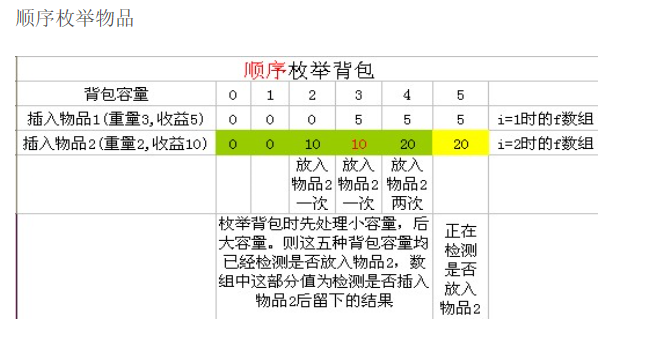 顺序枚举物品
顺序枚举背包
背包容量 0 1 2 3 4 5
插入物品1(重量3,收益5) 0 0 0 5 5 5 i=1时的f数组
插入物品2(重量2,收益10) 0 0 10 10 20 20 i=2时的f数组
放入 放入 放入
物品2 物品2 物品2
一次 一次 两次
枚举背包时先处理小容量，后
大容量。则这五种背包容量均
已经检测是否放入物品2，数
组中这部分值为检测是否插入
物品2后留下的结果
正在
检测
是否
放入
物品2